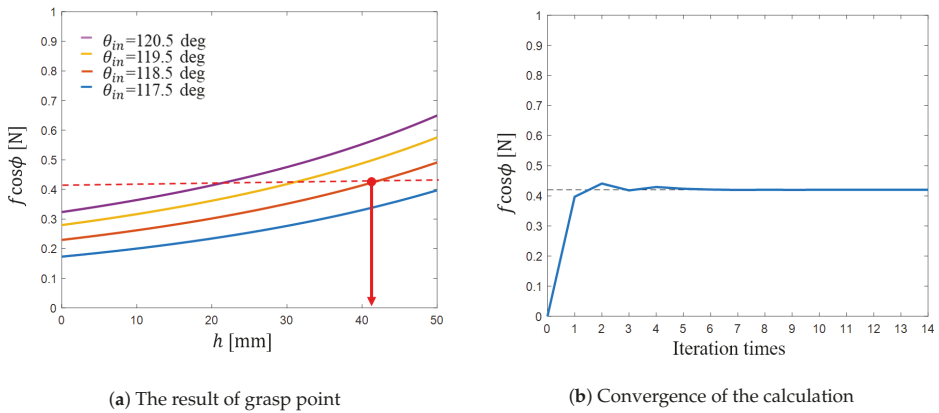 1
0.9
0.8
0.7
0.6
0.5
0.4
0.3
0.2
0.1
0
f cosϕ [N]
θ_in=120.5 deg
θ_in=119.5 deg
θ_in=118.5 deg
θ_in=117.5 deg
0 10 20 30 40 50
h [mm]
(a) The result of grasp point
1
0.9
0.8
0.7
0.6
0.5
0.4
0.3
0.2
0.1
0
f cosϕ [N]
0 1 2 3 4 5 6 7 8 9 10 11 12 13 14
Iteration times
(b) Convergence of the calculation